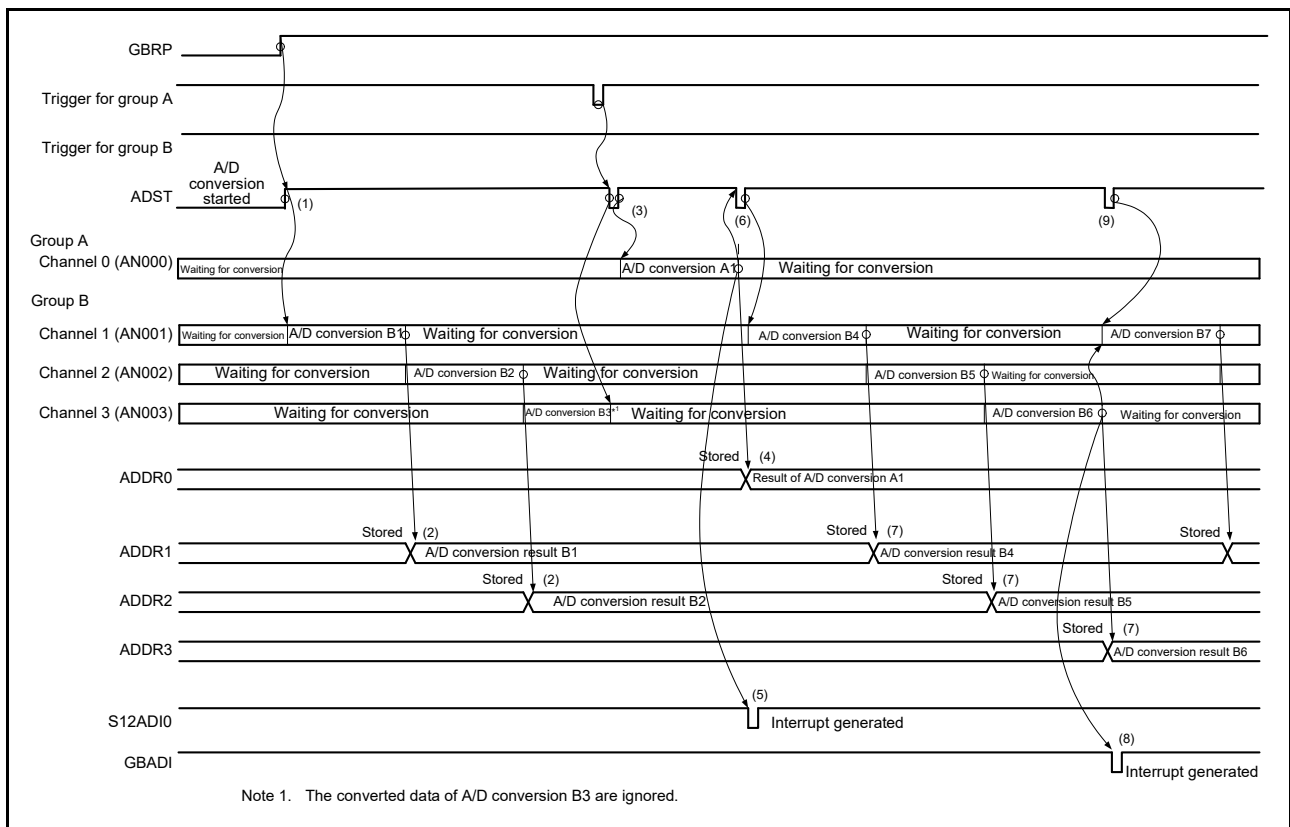 GBRP
Trigger for group A
Trigger for group B
A/D
conversion
started
ADST
(1)
(3)
(6)
(9)
Group A
Channel 0 (AN000)
Waiting for conversion
A/D conversion A1
Waiting for conversion
Group B
Channel 1 (AN001)
Waiting for conversion
A/D conversion B1
Waiting for conversion
A/D conversion B4
Waiting for conversion
A/D conversion B7
Channel 2 (AN002)
Waiting for conversion
A/D conversion B2
Waiting for conversion
A/D conversion B5
Waiting for conversion
Channel 3 (AN003)
Waiting for conversion
A/D conversion B3*1
Waiting for conversion
A/D conversion B6
Waiting for conversion
Stored (4)
ADDR0
Result of A/D conversion A1
Stored (2)
Stored (7)
Stored
ADDR1
A/D conversion result B1
A/D conversion result B4
Stored (2)
Stored (7)
ADDR2
A/D conversion result B2
A/D conversion result B5
Stored (7)
ADDR3
A/D conversion result B6
(5)
S12ADI0
Interrupt generated
(8)
GBADI
Interrupt generated
Note 1. The converted data of A/D conversion B3 are ignored.